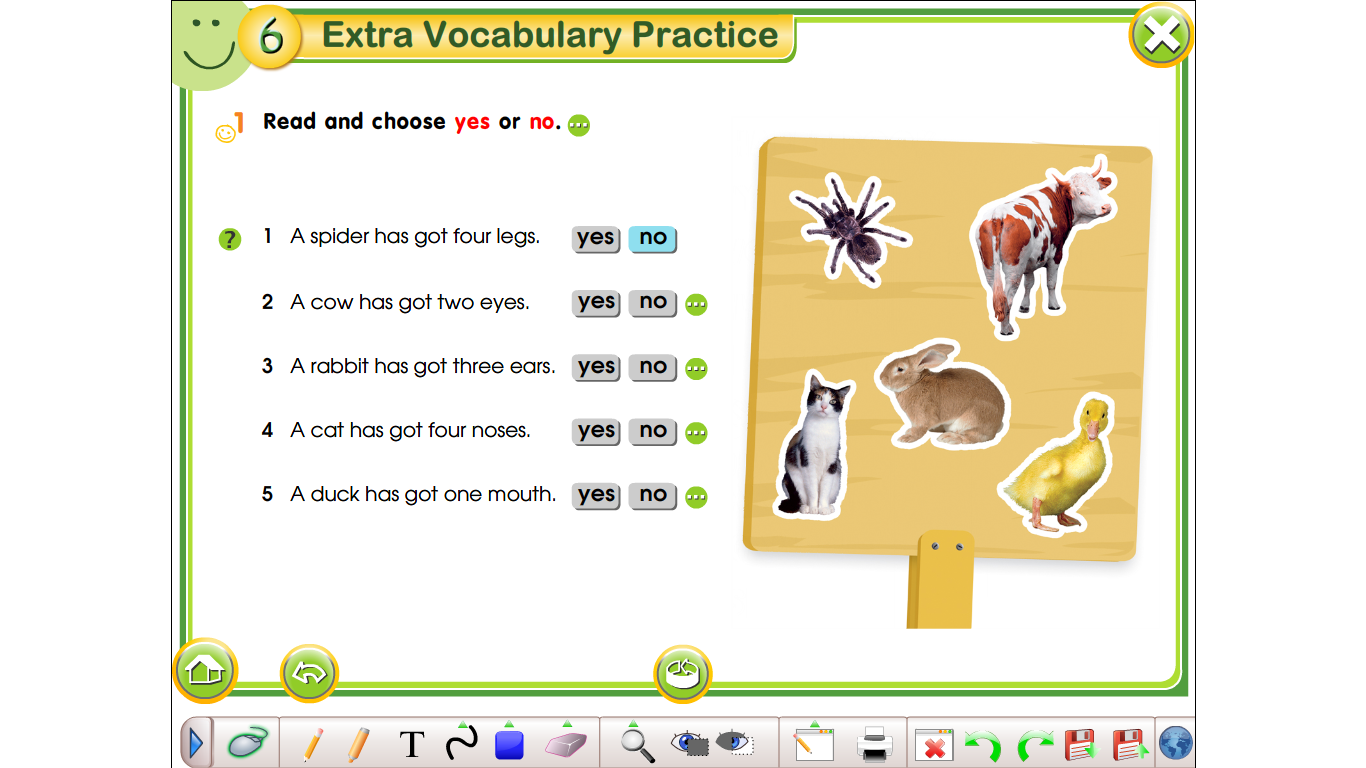 6 Extra Vocabulary Practice
1 Read and choose yes or no.
? 1 A spider has got four legs. yes no
2 A cow has got two eyes. yes no
3 A rabbit has got three ears. yes no
4 A cat has got four noses. yes no
5 A duck has got one mouth. yes no
T